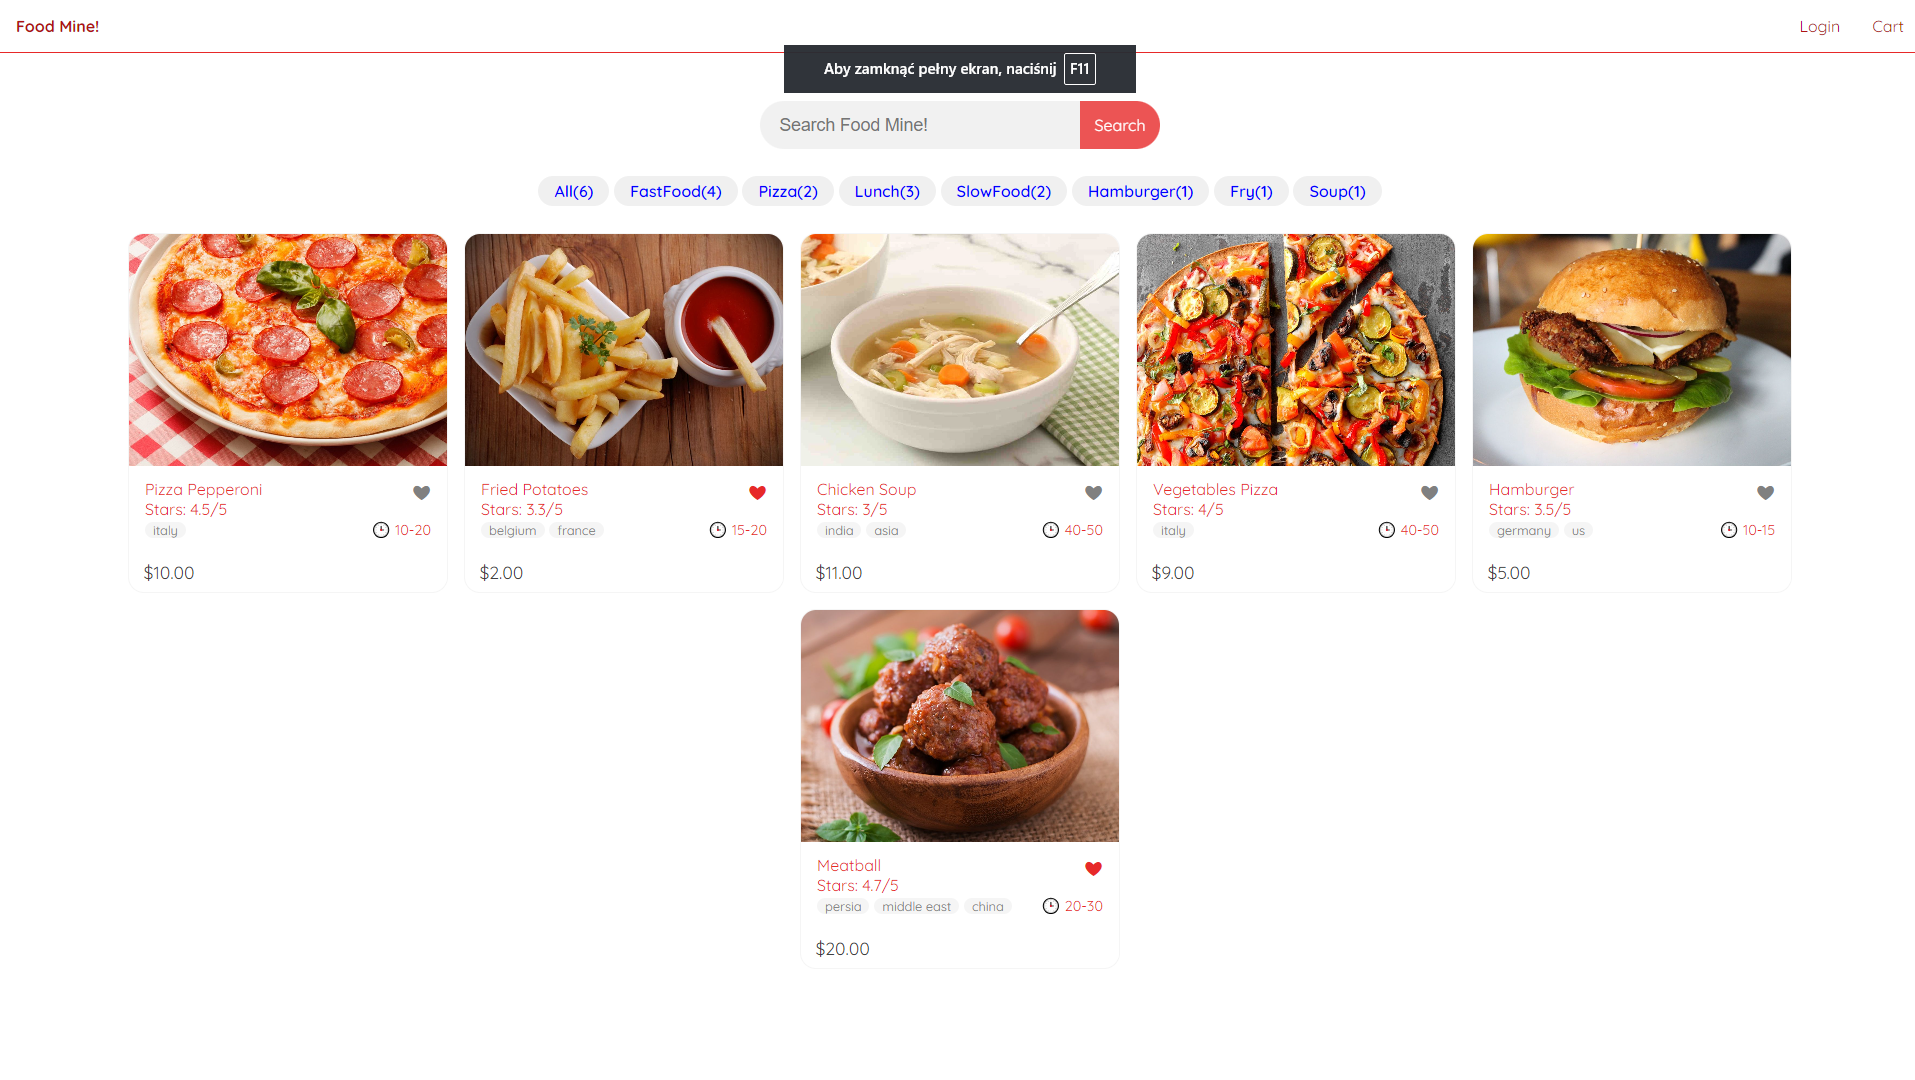 Food Mine!
Login
Cart
Aby zamknąć pełny ekran, naciśnij F11
Search Food Mine!
Search
All(6)
FastFood(4)
Pizza(2)
Lunch(3)
SlowFood(2)
Hamburger(1)
Fry(1)
Soup(1)
Pizza Pepperoni
Stars: 4.5/5
italy
10-20
$10.00
Fried Potatoes
Stars: 3.3/5
belgium
france
15-20
$2.00
Chicken Soup
Stars: 3/5
india
asia
40-50
$11.00
Vegetables Pizza
Stars: 4/5
italy
40-50
$9.00
Hamburger
Stars: 3.5/5
germany
us
10-15
$5.00
Meatball
Stars: 4.7/5
persia
middle east
china
20-30
$20.00